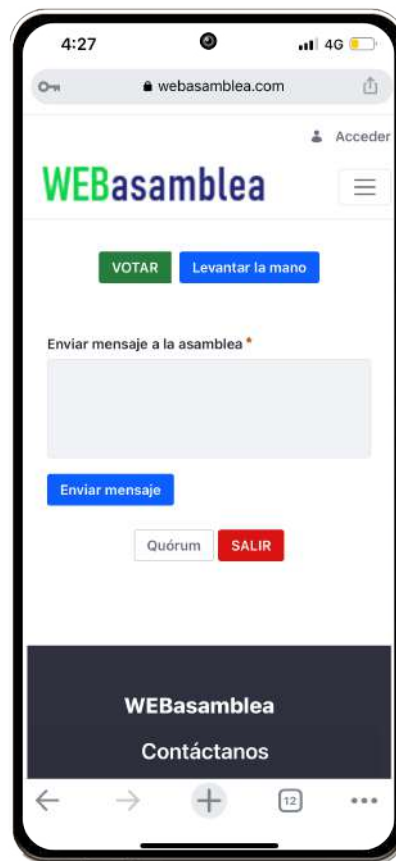 4:27
4G
webasamblea.com
Acceder
WEBasamblea
VOTAR
Levantar la mano
Enviar mensaje a la asamblea *
Enviar mensaje
Quórum
SALIR
WEBasamblea
Contáctanos
12